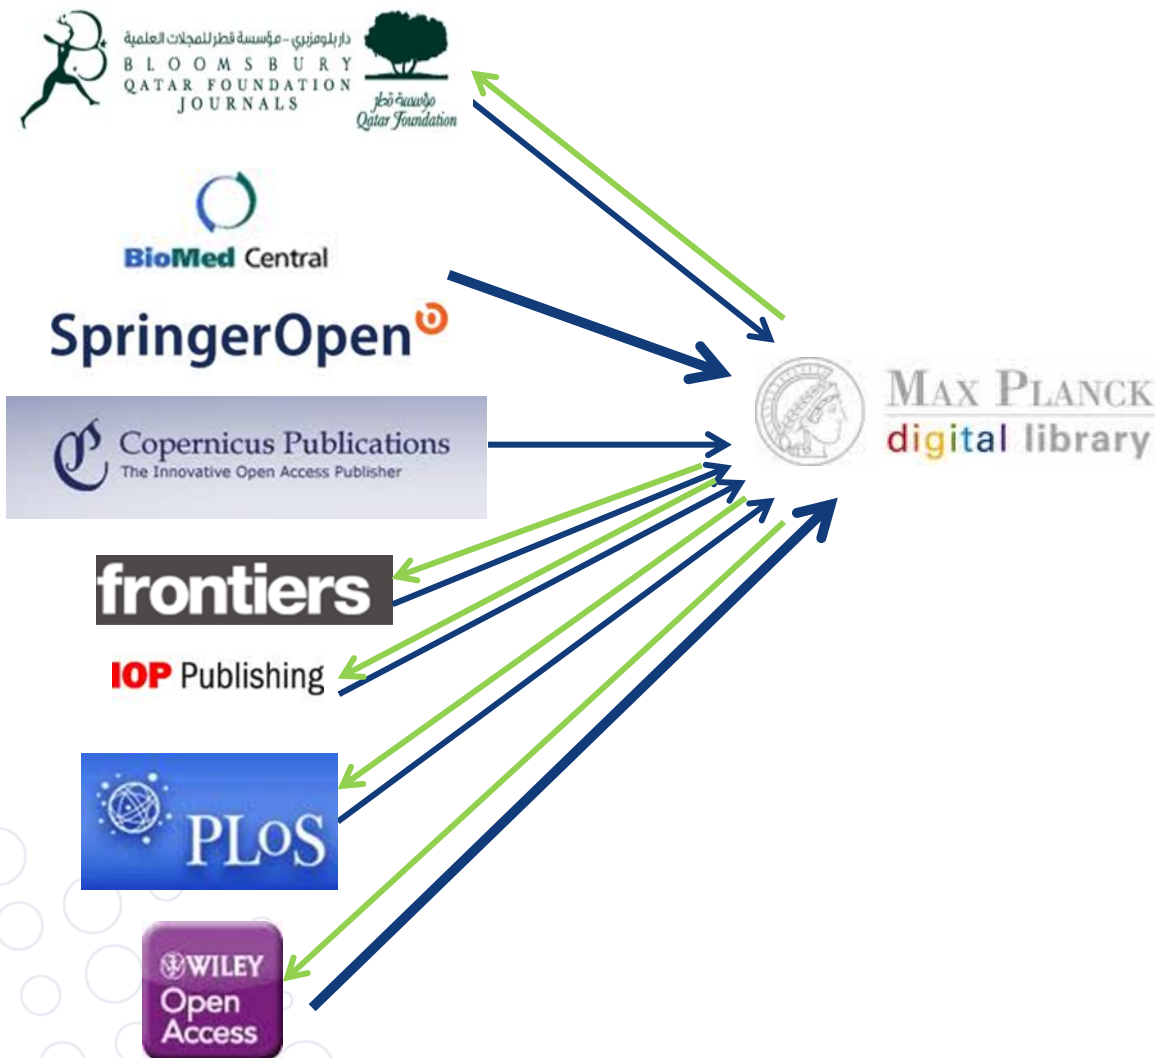 دار بلومزبري - مؤسسة قطر للمجلات العلمية
BLOOMSBURY
QATAR FOUNDATION
JOURNALS
مؤسسة قطر
Qatar Foundation
BioMed Central
SpringerOpen
MAX PLANCK
digital library
Copernicus Publications
The Innovative Open Access Publisher
frontiers
IOP Publishing
PLoS
WILEY
Open
Access